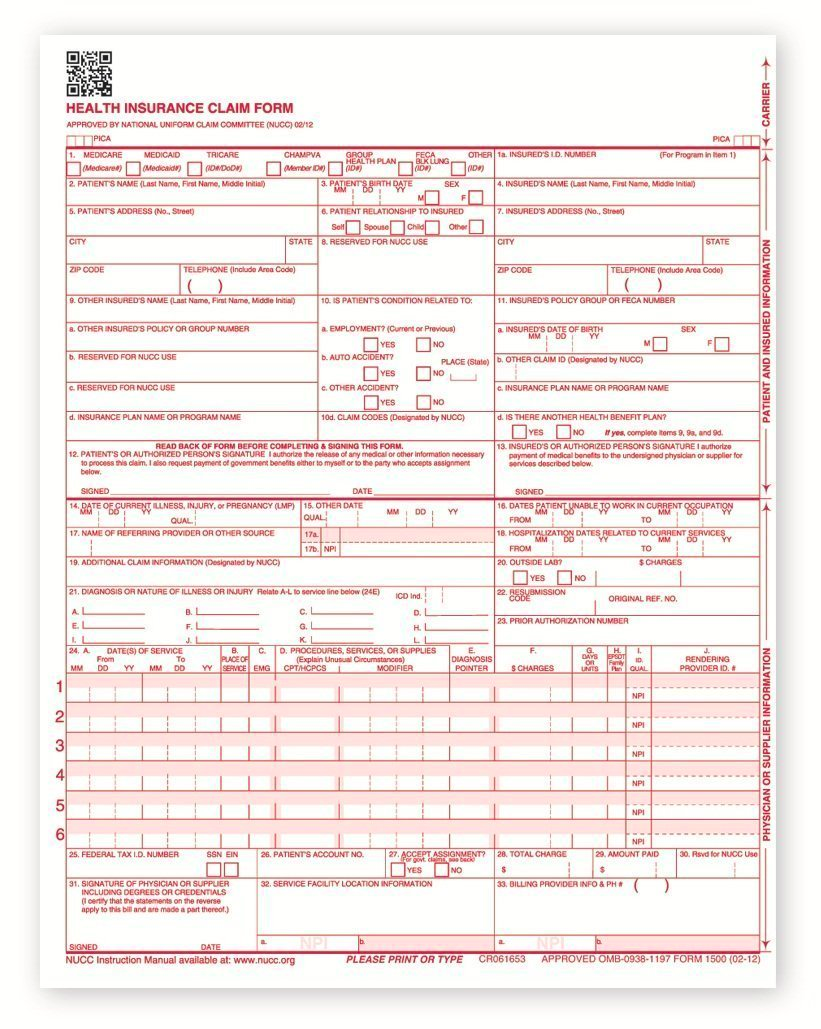 HEALTH INSURANCE CLAIM FORM
APPROVED BY NATIONAL UNIFORM CLAIM COMMITTEE (NUCC) 02/12
PICA PICA
CARRIER
1. MEDICARE MEDICAID TRICARE CHAMPVA GROUP HEALTH PLAN FECA BLK LUNG OTHER
(Medicare#) (Medicaid#) (ID#/DoD#) (Member ID#) (ID#) (ID#) (ID#)
1a. INSURED'S I.D. NUMBER (For Program in Item 1)
2. PATIENT'S NAME (Last Name, First Name, Middle Initial)
3. PATIENT'S BIRTH DATE SEX
MM DD YY M F
4. INSURED'S NAME (Last Name, First Name, Middle Initial)
5. PATIENT'S ADDRESS (No., Street)
6. PATIENT RELATIONSHIP TO INSURED
Self Spouse Child Other
7. INSURED'S ADDRESS (No., Street)
CITY STATE
8. RESERVED FOR NUCC USE
CITY STATE
ZIP CODE TELEPHONE (Include Area Code)
( )
ZIP CODE TELEPHONE (Include Area Code)
( )
9. OTHER INSURED'S NAME (Last Name, First Name, Middle Initial)
10. IS PATIENT'S CONDITION RELATED TO:
11. INSURED'S POLICY GROUP OR FECA NUMBER
a. OTHER INSURED'S POLICY OR GROUP NUMBER
a. EMPLOYMENT? (Current or Previous)
YES NO
a. INSURED'S DATE OF BIRTH SEX
MM DD YY M F
b. RESERVED FOR NUCC USE
b. AUTO ACCIDENT? PLACE (State)
YES NO
b. OTHER CLAIM ID (Designated by NUCC)
c. RESERVED FOR NUCC USE
c. OTHER ACCIDENT?
YES NO
c. INSURANCE PLAN NAME OR PROGRAM NAME
d. INSURANCE PLAN NAME OR PROGRAM NAME
10d. CLAIM CODES (Designated by NUCC)
d. IS THERE ANOTHER HEALTH BENEFIT PLAN?
YES NO If yes, complete items 9, 9a, and 9d.
READ BACK OF FORM BEFORE COMPLETING & SIGNING THIS FORM.
12. PATIENT'S OR AUTHORIZED PERSON'S SIGNATURE I authorize the release of any medical or other information necessary
to process this claim. I also request payment of government benefits either to myself or to the party who accepts assignment
below.
SIGNED DATE
13. INSURED'S OR AUTHORIZED PERSON'S SIGNATURE I authorize
payment of medical benefits to the undersigned physician or supplier for
services described below.
SIGNED
PATIENT AND INSURED INFORMATION
14. DATE OF CURRENT ILLNESS, INJURY, or PREGNANCY (LMP)
MM DD YY
QUAL.
15. OTHER DATE
QUAL. MM DD YY
16. DATES PATIENT UNABLE TO WORK IN CURRENT OCCUPATION
MM DD YY MM DD YY
FROM TO
17. NAME OF REFERRING PROVIDER OR OTHER SOURCE
17a.
17b. NPI
18. HOSPITALIZATION DATES RELATED TO CURRENT SERVICES
MM DD YY MM DD YY
FROM TO
19. ADDITIONAL CLAIM INFORMATION (Designated by NUCC)
20. OUTSIDE LAB? $ CHARGES
YES NO
21. DIAGNOSIS OR NATURE OF ILLNESS OR INJURY Relate A-L to service line below (24E) ICD Ind.
A. B. C. D.
E. F. G. H.
I. J. K. L.
22. RESUBMISSION
CODE ORIGINAL REF. NO.
23. PRIOR AUTHORIZATION NUMBER
24. A. DATE(S) OF SERVICE
From To
MM DD YY MM DD YY
B.
PLACE OF
SERVICE
C.
EMG
D. PROCEDURES, SERVICES, OR SUPPLIES
(Explain Unusual Circumstances)
CPT/HCPCS MODIFIER
E.
DIAGNOSIS
POINTER
F.
$ CHARGES
G.
DAYS
OR
UNITS
H.
EPSDT
Family
Plan
I.
ID.
QUAL.
J.
RENDERING
PROVIDER ID. #
1 NPI
2 NPI
3 NPI
4 NPI
5 NPI
6 NPI
PHYSICIAN OR SUPPLIER INFORMATION
25. FEDERAL TAX I.D. NUMBER SSN EIN
26. PATIENT'S ACCOUNT NO.
27. ACCEPT ASSIGNMENT?
(For govt. claims, see back)
YES NO
28. TOTAL CHARGE
$
29. AMOUNT PAID
$
30. Rsvd for NUCC Use
31. SIGNATURE OF PHYSICIAN OR SUPPLIER
INCLUDING DEGREES OR CREDENTIALS
(I certify that the statements on the reverse
apply to this bill and are made a part thereof.)
SIGNED DATE
32. SERVICE FACILITY LOCATION INFORMATION
a. NPI b.
33. BILLING PROVIDER INFO & PH # ( )
a. NPI b.
NUCC Instruction Manual available at: www.nucc.org PLEASE PRINT OR TYPE CR061653 APPROVED OMB-0938-1197 FORM 1500 (02-12)